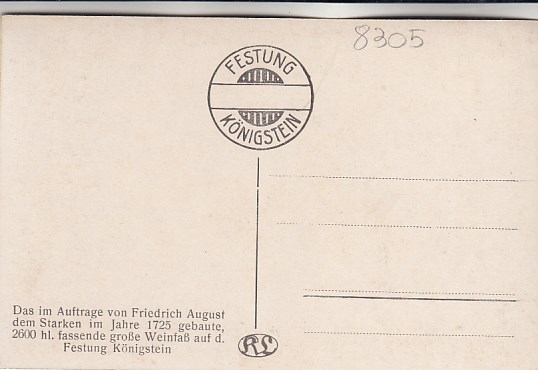 8305
FESTUNG
KÖNIGSTEIN
Das im Auftrage von Friedrich August
dem Starken im Jahre 1725 gebaute,
2600 hl. fassende große Weinfaß auf d.
Festung Königstein
RL